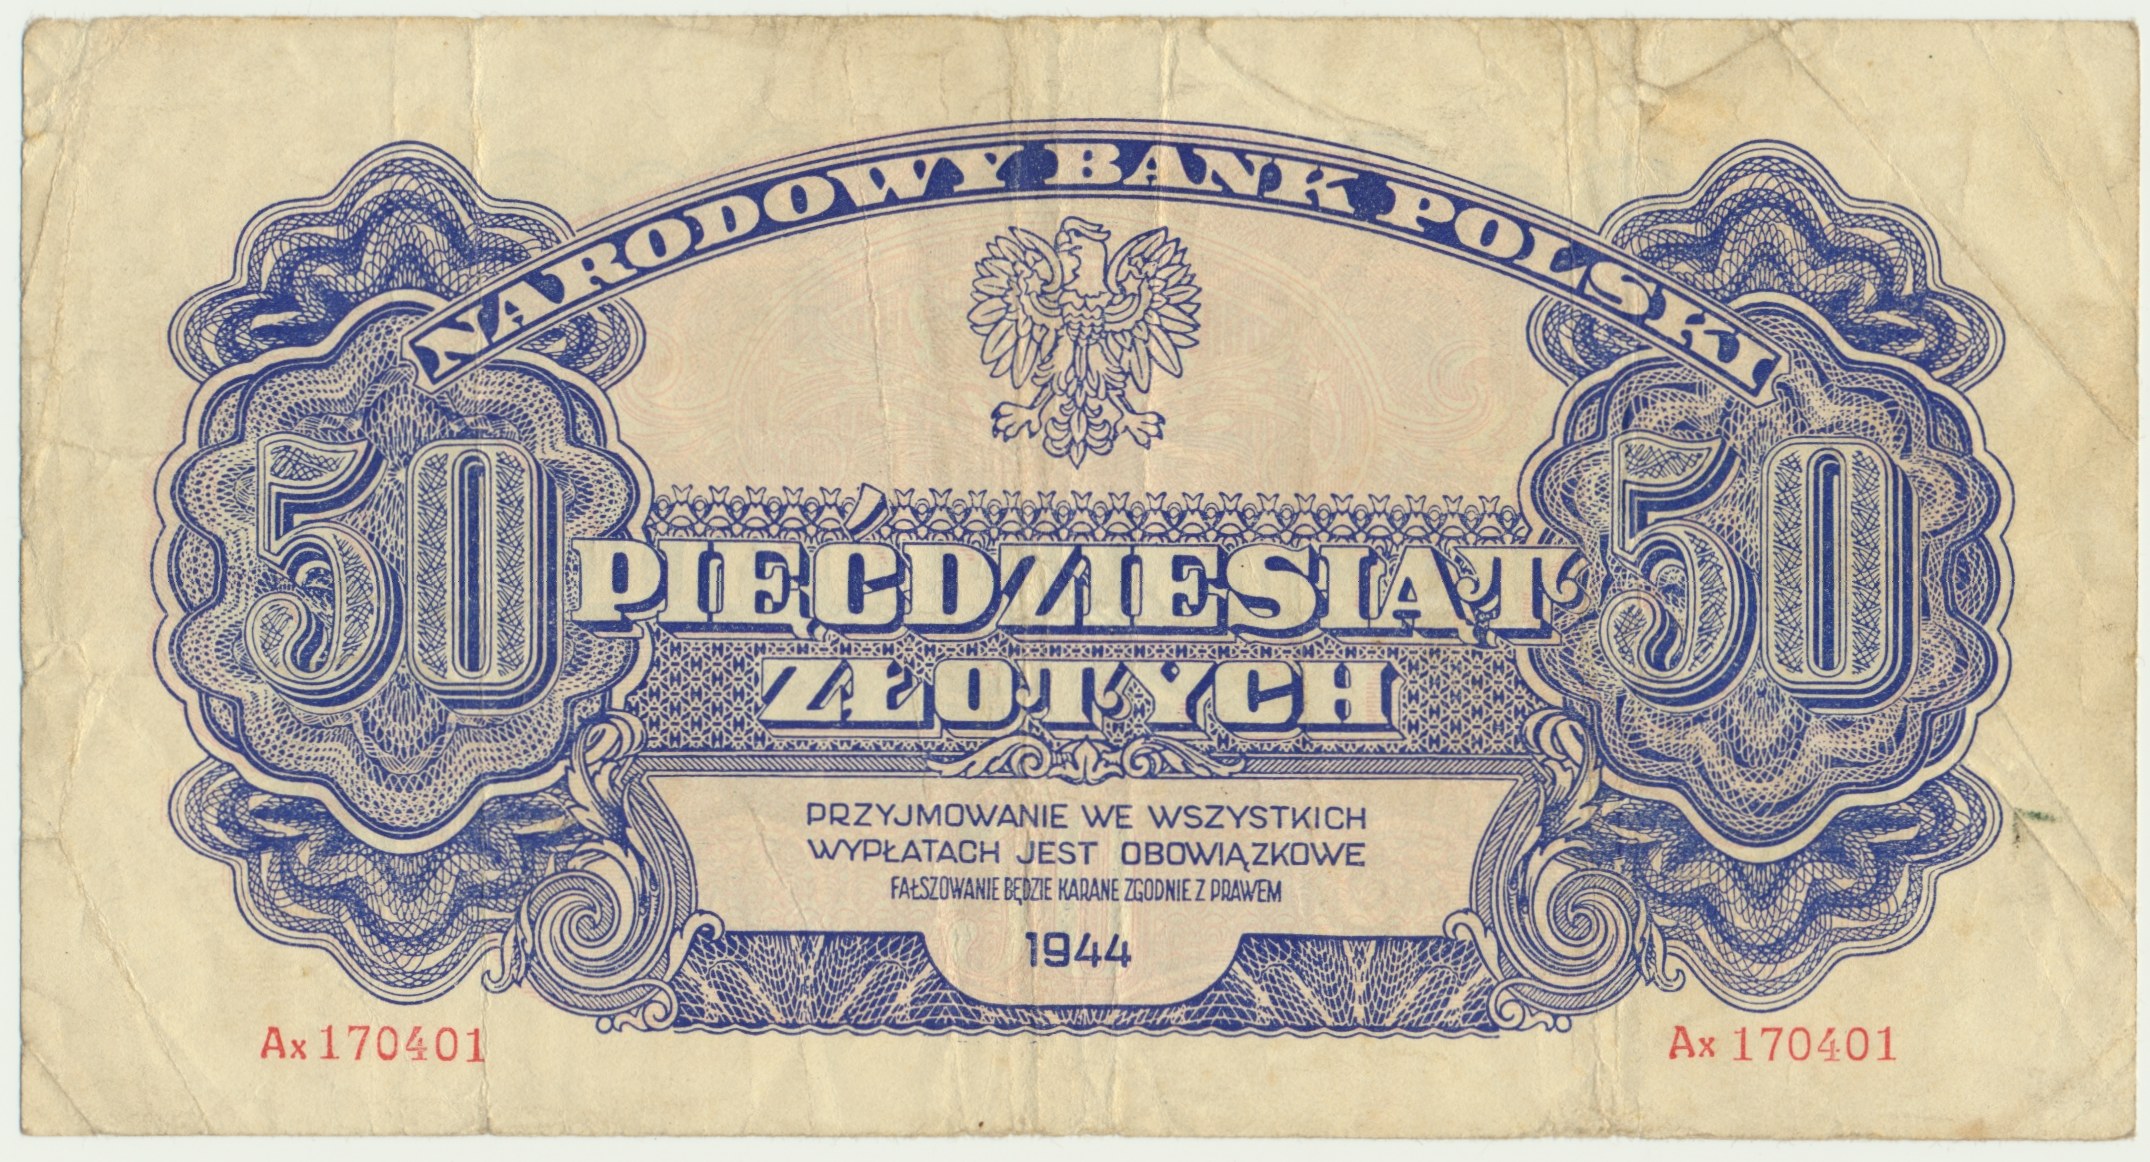 NARODOWY BANK POLSKI
50 50
PIĘĆDZIESIĄT
ZŁOTYCH
PRZYJMOWANIE WE WSZYSTKICH
WYPŁATACH JEST OBOWIĄZKOWE
FAŁSZOWANIE BĘDZIE KARANE ZGODNIE Z PRAWEM
1944
Ax 170401 Ax 170401